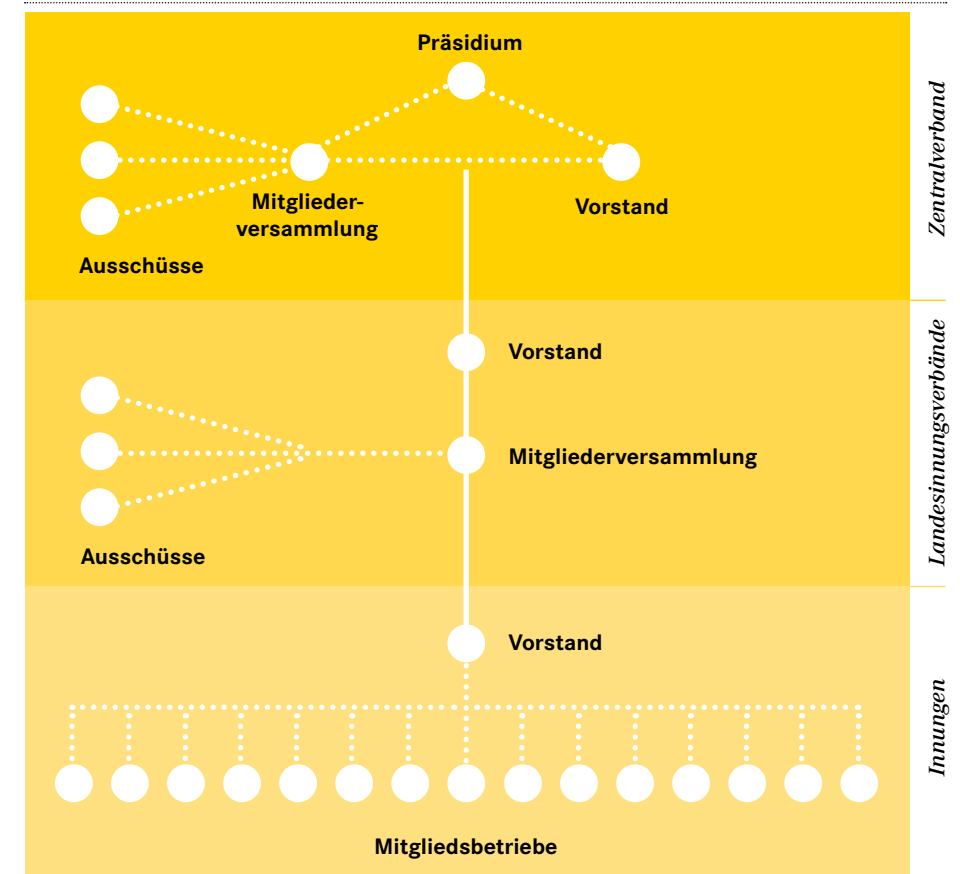 Präsidium
Mitglieder-
versammlung
Vorstand
Ausschüsse
Zentralverband
Vorstand
Mitgliederversammlung
Ausschüsse
Landesinnungsverbände
Vorstand
Mitgliedsbetriebe
Innungen